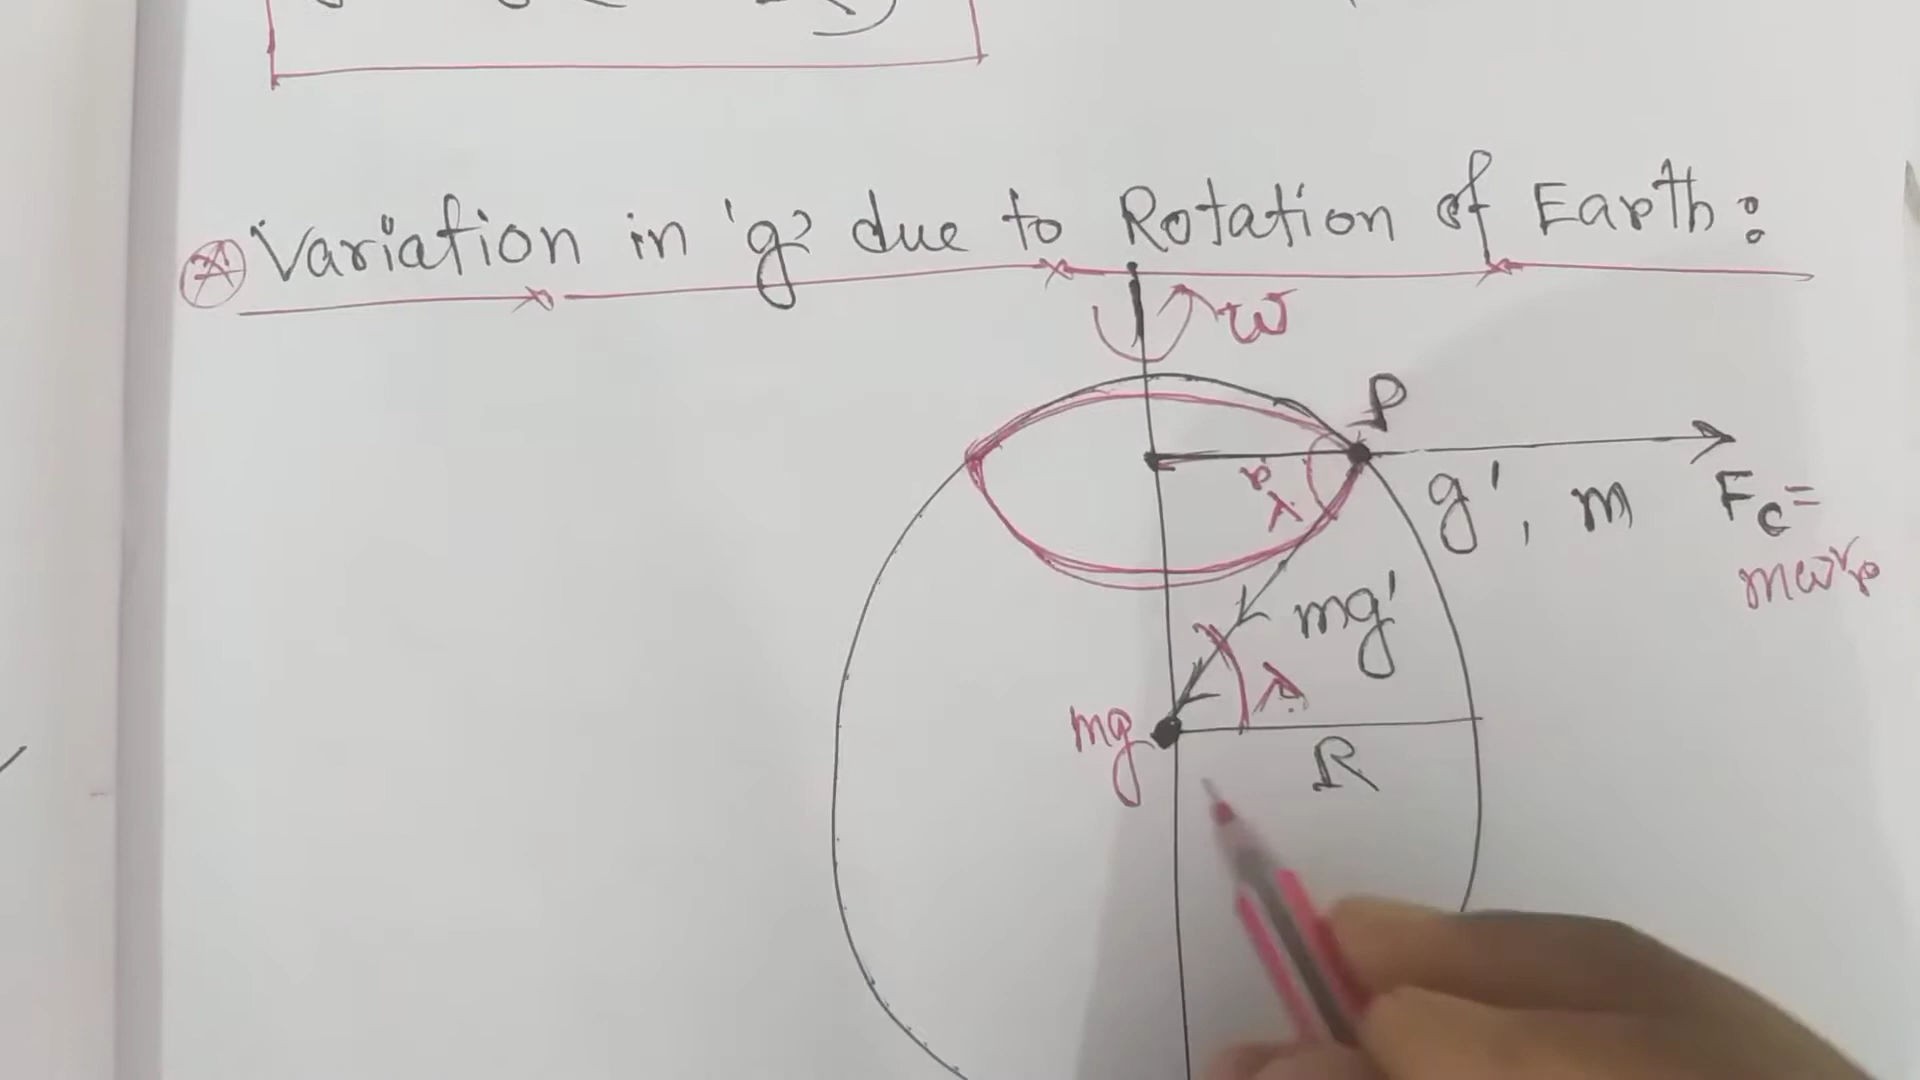 Variation in 'g' due to Rotation of Earth:
ω
P
r
λ
g', m
Fc =
mω²r
mg'
λ
mg
R